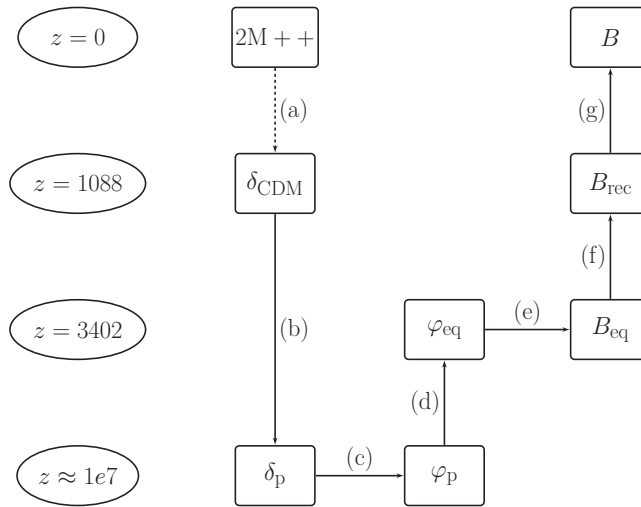 z = 0
2M ++
B
(a)
(g)
z = 1088
δ_CDM
B_rec
(b)
(f)
z = 3402
φ_eq
(e)
B_eq
(d)
z ≈ 1e7
δ_p
(c)
φ_p